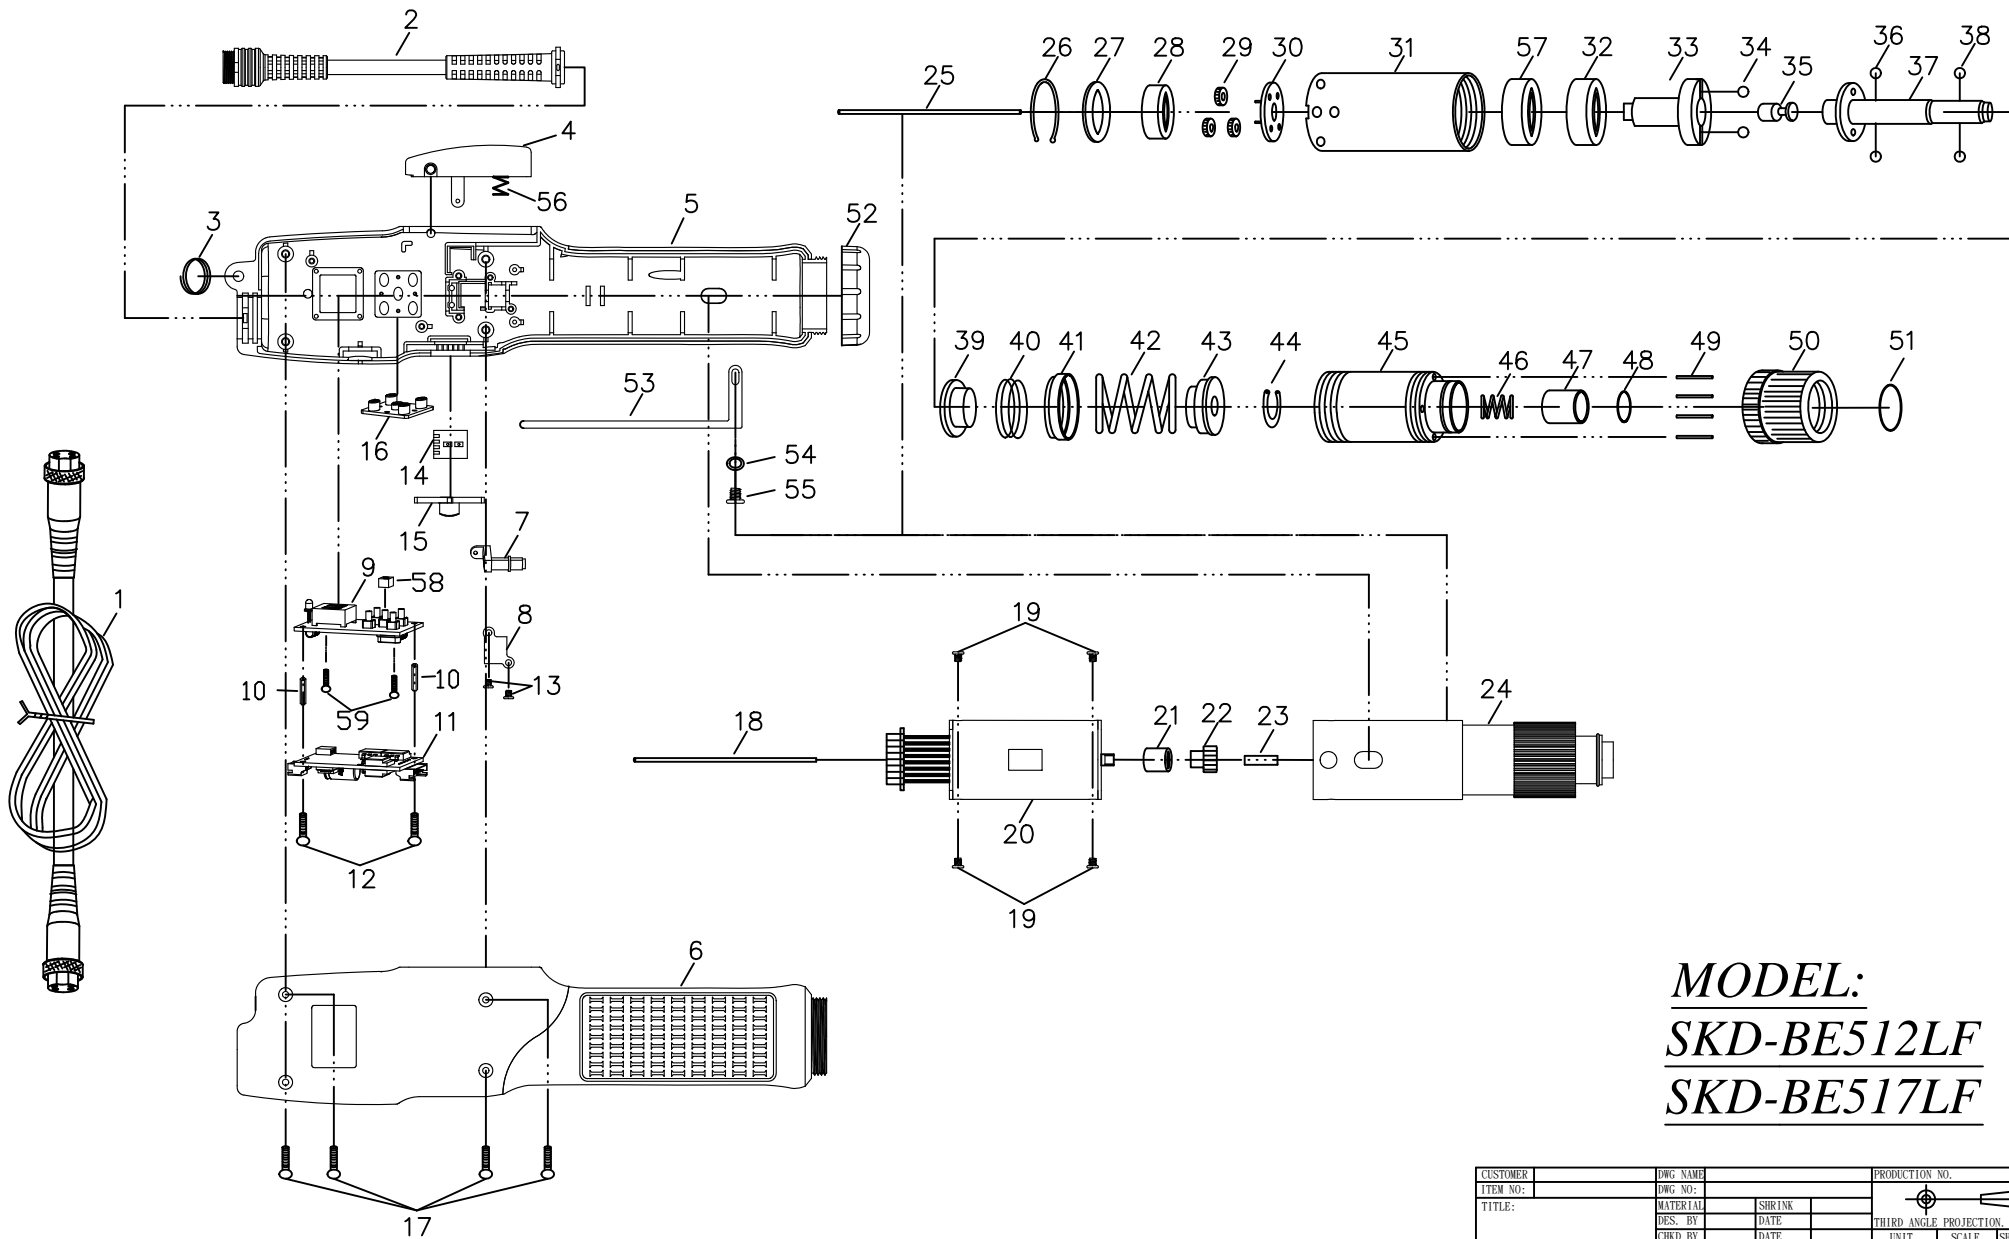 2
26 27 28 29 30 31 57 32 33 34 35 36 37 38
25
4
56
3
5
52
39 40 41 42 43 44 45 46 47 48 49 50 51
53
16
14
54
55
15
7
1
9
58
8
19
10
10
13
59
11
18
21 22 23
24
20
12
19
6
17
MODEL:
SKD-BE512LF
SKD-BE517LF
CUSTOMER DWG NAME PRODUCTION NO.
ITEM NO: DWG NO:
TITLE: MATERIAL SHRINK
DES. BY DATE THIRD ANGLE PROJECTION.
CHKD BY DATE UNIT SCALE